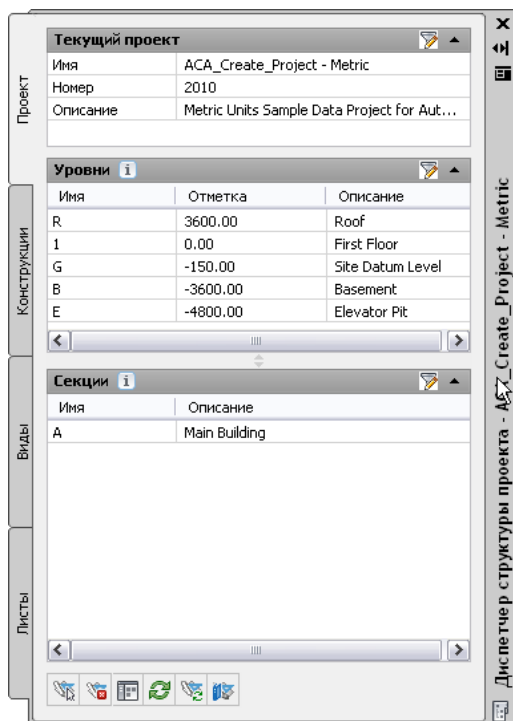 Текущий проект
Имя ACA_Create_Project - Metric
Номер 2010
Описание Metric Units Sample Data Project for Aut...
Уровни
Имя Отметка Описание
R 3600.00 Roof
1 0.00 First Floor
G -150.00 Site Datum Level
B -3600.00 Basement
E -4800.00 Elevator Pit
Секции
Имя Описание
A Main Building
Проект
Конструкции
Виды
Листы
Диспетчер структуры проекта - ACA_Create_Project - Metric